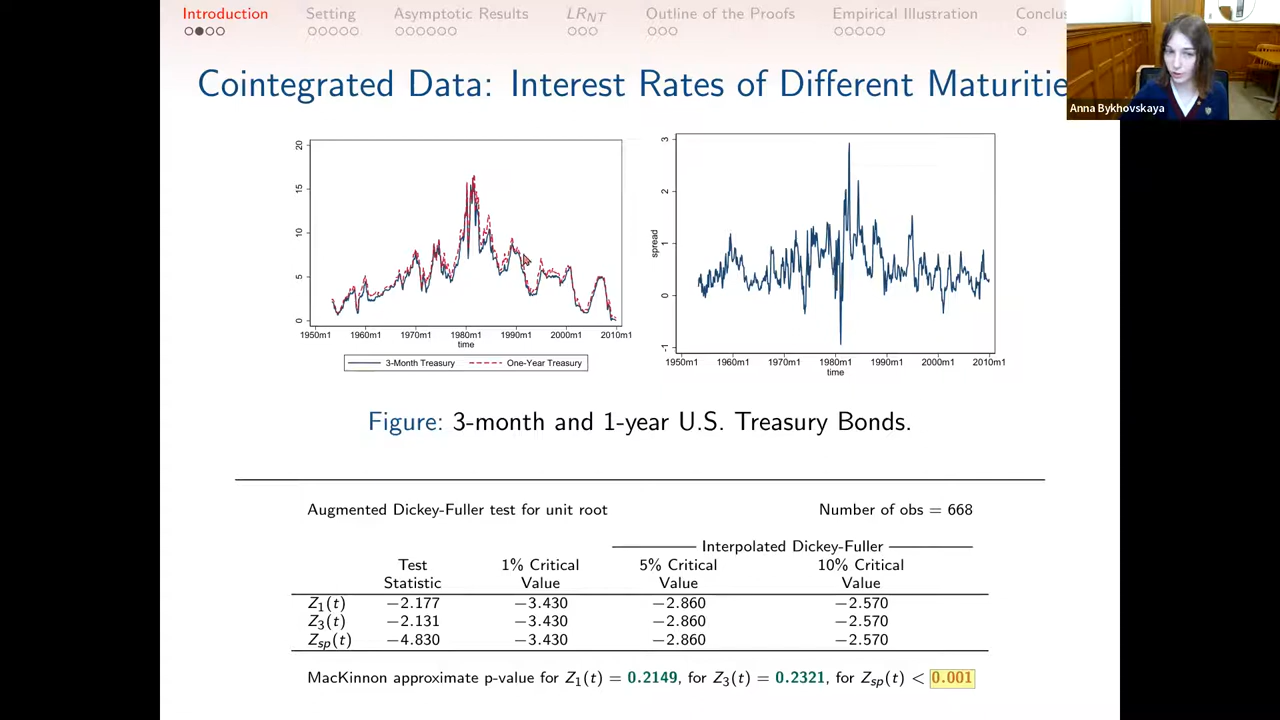 Introduction Setting Asymptotic Results LR_NT Outline of the Proofs Empirical Illustration Conclus
Cointegrated Data: Interest Rates of Different Maturitie
Anna Bykhovskaya
20
15
10
5
0
1950m1 1960m1 1970m1 1980m1 1990m1 2000m1 2010m1
time
3-Month Treasury One-Year Treasury
3
2
1
0
-1
spread
1950m1 1960m1 1970m1 1980m1 1990m1 2000m1 2010m1
time
Figure: 3-month and 1-year U.S. Treasury Bonds.
Augmented Dickey-Fuller test for unit root Number of obs = 668
Interpolated Dickey-Fuller
Test 1% Critical 5% Critical 10% Critical
Statistic Value Value Value
Z₁(t) −2.177 −3.430 −2.860 −2.570
Z₃(t) −2.131 −3.430 −2.860 −2.570
Z_sp(t) −4.830 −3.430 −2.860 −2.570
MacKinnon approximate p-value for Z₁(t) = 0.2149, for Z₃(t) = 0.2321, for Z_sp(t) < 0.001